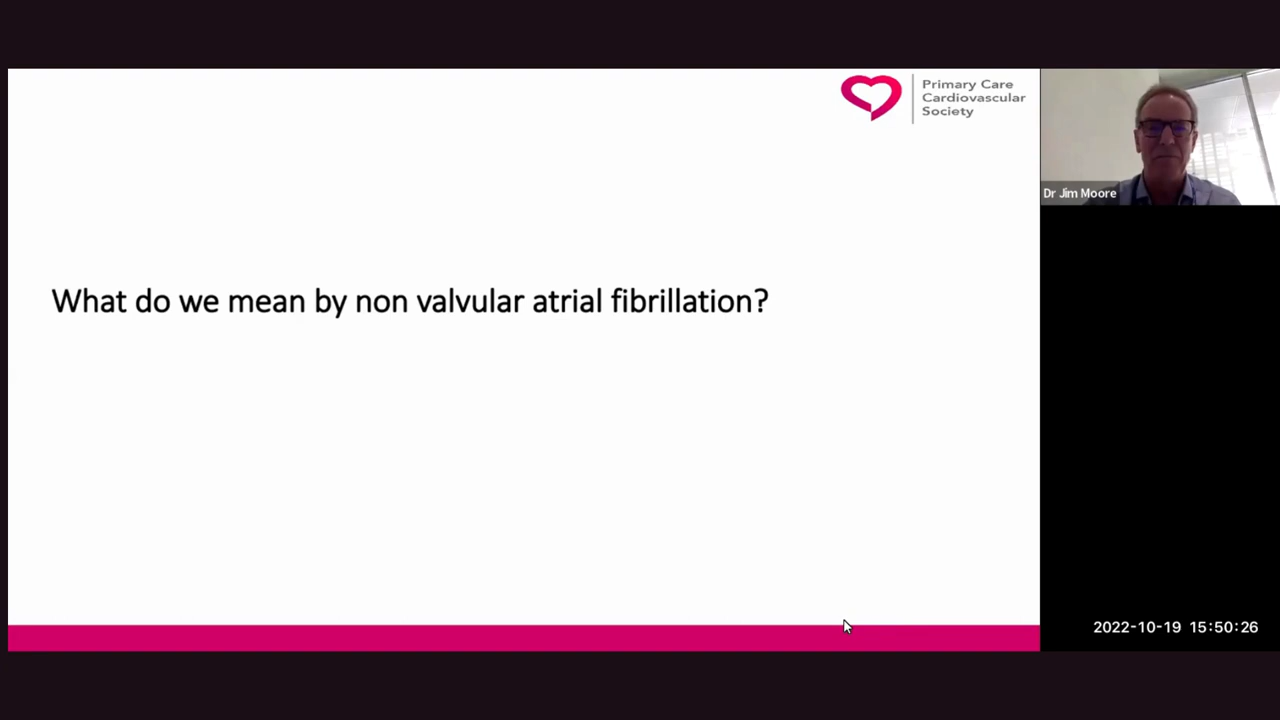 Primary Care
Cardiovascular
Society
Dr Jim Moore
What do we mean by non valvular atrial fibrillation?
2022-10-19 15:50:26